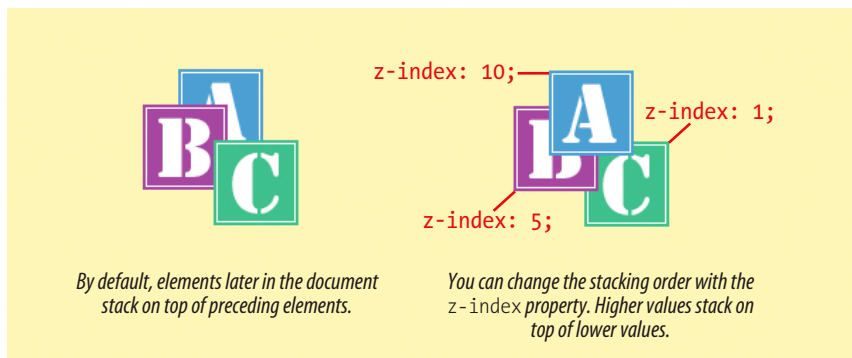 A
B
C
By default, elements later in the document
stack on top of preceding elements.
z-index: 10;
A
z-index: 1;
B
C
z-index: 5;
You can change the stacking order with the
z-index property. Higher values stack on
top of lower values.